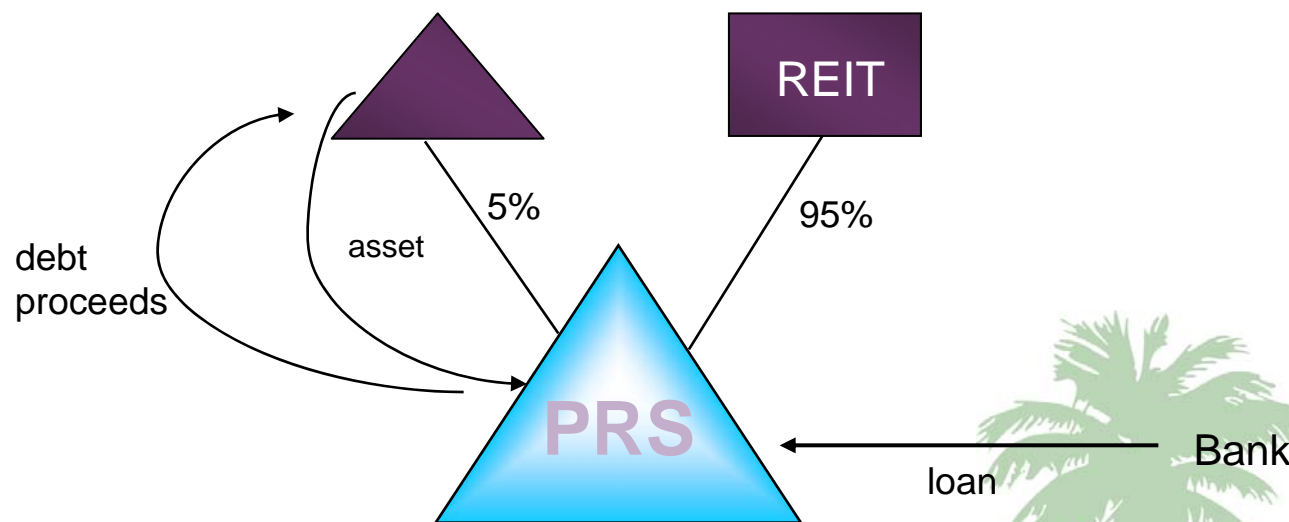 REIT
5%
95%
asset
debt
proceeds
PRS
Bank
loan